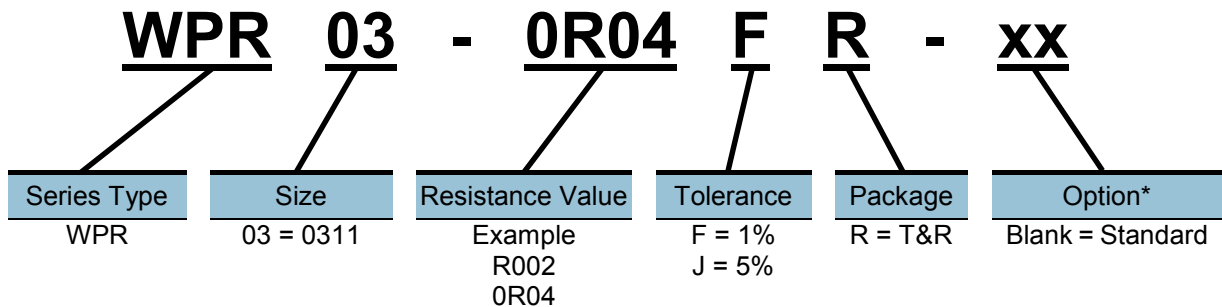 WPR 03 - 0R04 F R - xx
Series Type Size Resistance Value Tolerance Package Option*
WPR 03 = 0311 Example F = 1% R = T&R Blank = Standard
R002 J = 5%
0R04